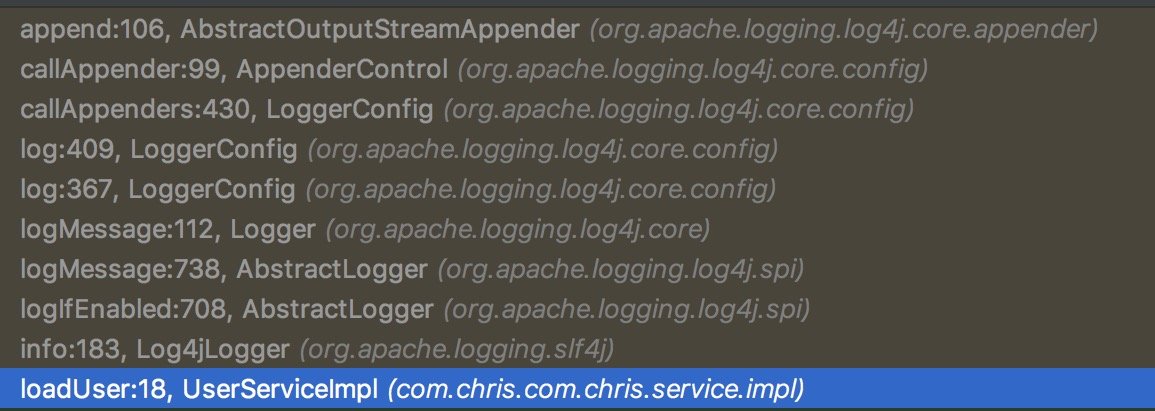 append:106, AbstractOutputStreamAppender (org.apache.logging.log4j.core.appender)
callAppender:99, AppenderControl (org.apache.logging.log4j.core.config)
callAppenders:430, LoggerConfig (org.apache.logging.log4j.core.config)
log:409, LoggerConfig (org.apache.logging.log4j.core.config)
log:367, LoggerConfig (org.apache.logging.log4j.core.config)
logMessage:112, Logger (org.apache.logging.log4j.core)
logMessage:738, AbstractLogger (org.apache.logging.log4j.spi)
logIfEnabled:708, AbstractLogger (org.apache.logging.log4j.spi)
info:183, Log4jLogger (org.apache.logging.slf4j)
loadUser:18, UserServiceImpl (com.chris.com.chris.service.impl)